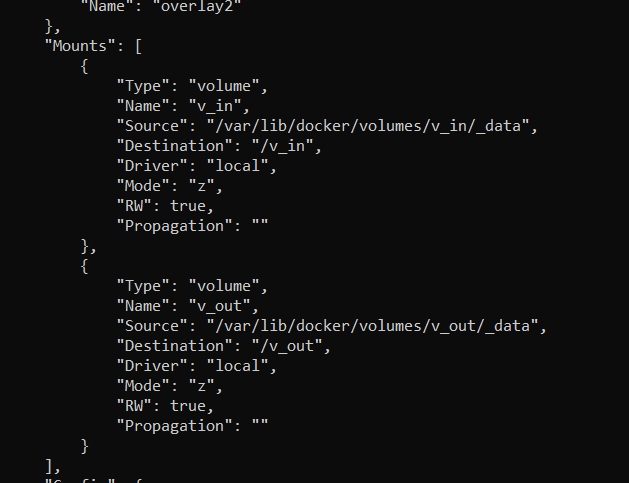 "Name": "overlay2"
},
"Mounts": [
{
"Type": "volume",
"Name": "v_in",
"Source": "/var/lib/docker/volumes/v_in/_data",
"Destination": "/v_in",
"Driver": "local",
"Mode": "z",
"RW": true,
"Propagation": ""
},
{
"Type": "volume",
"Name": "v_out",
"Source": "/var/lib/docker/volumes/v_out/_data",
"Destination": "/v_out",
"Driver": "local",
"Mode": "z",
"RW": true,
"Propagation": ""
}
],